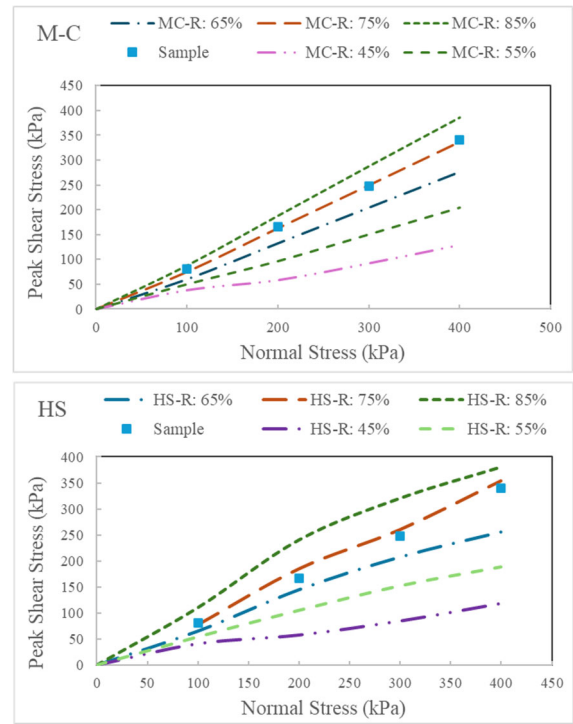 M-C
MC-R: 65% MC-R: 75% MC-R: 85%
Sample MC-R: 45% MC-R: 55%
450
400
350
300
250
200
150
100
50
0
Peak Shear Stress (kPa)
0 100 200 300 400 500
Normal Stress (kPa)
HS
HS-R: 65% HS-R: 75% HS-R: 85%
Sample HS-R: 45% HS-R: 55%
400
350
300
250
200
150
100
50
0
Peak Shear Stress (kPa)
0 50 100 150 200 250 300 350 400 450
Normal Stress (kPa)